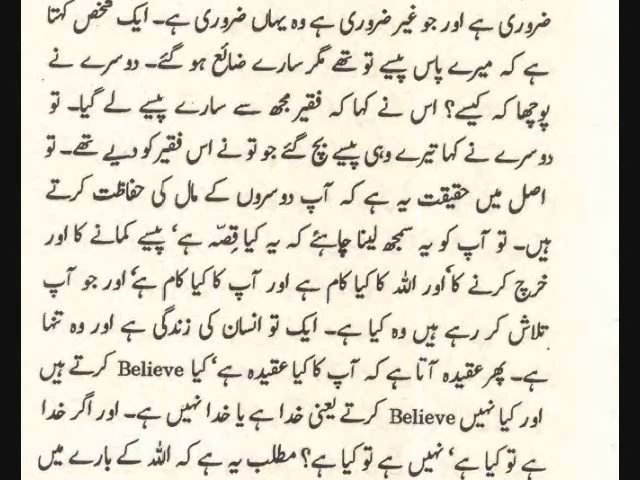 ضروری ہے اور جو غیر ضروری ہے وہ یہاں ضروری ہے۔ ایک شخص کہتا
ہے کہ میرے پاس پیسے تو تھے مگر سارے ضائع ہو گئے۔ دوسرے نے
پوچھا کہ کیسے؟ اس نے کہا کہ فقیر مجھ سے سارے پیسے لے گیا۔ تو
دوسرے نے کہا تیرے وہی پیسے بچ گئے جو تو نے اس فقیر کو دیے تھے۔ تو
اصل میں حقیقت یہ ہے کہ آپ دوسروں کے مال کی حفاظت کرتے
ہیں۔ تو آپ کو یہ سمجھ لینا چاہئے کہ یہ کیا قِصّہ ہے‘ پیسے کمانے کا اور
خرچ کرنے کا‘ اور اللہ کا کیا کام ہے اور آپ کا کیا کام ہے‘ اور جو آپ
تلاش کر رہے ہیں وہ کیا ہے۔ ایک تو انسان کی زندگی ہے اور وہ تنہا
ہے۔ پھر عقیدہ آتا ہے کہ آپ کا کیا عقیدہ ہے‘ کیا Believe کرتے ہیں
اور کیا نہیں Believe کرتے یعنی خدا ہے یا خدا نہیں ہے۔ اور اگر خدا
ہے تو کیا ہے‘ نہیں ہے تو کیا ہے؟ مطلب یہ ہے کہ اللہ کے بارے میں